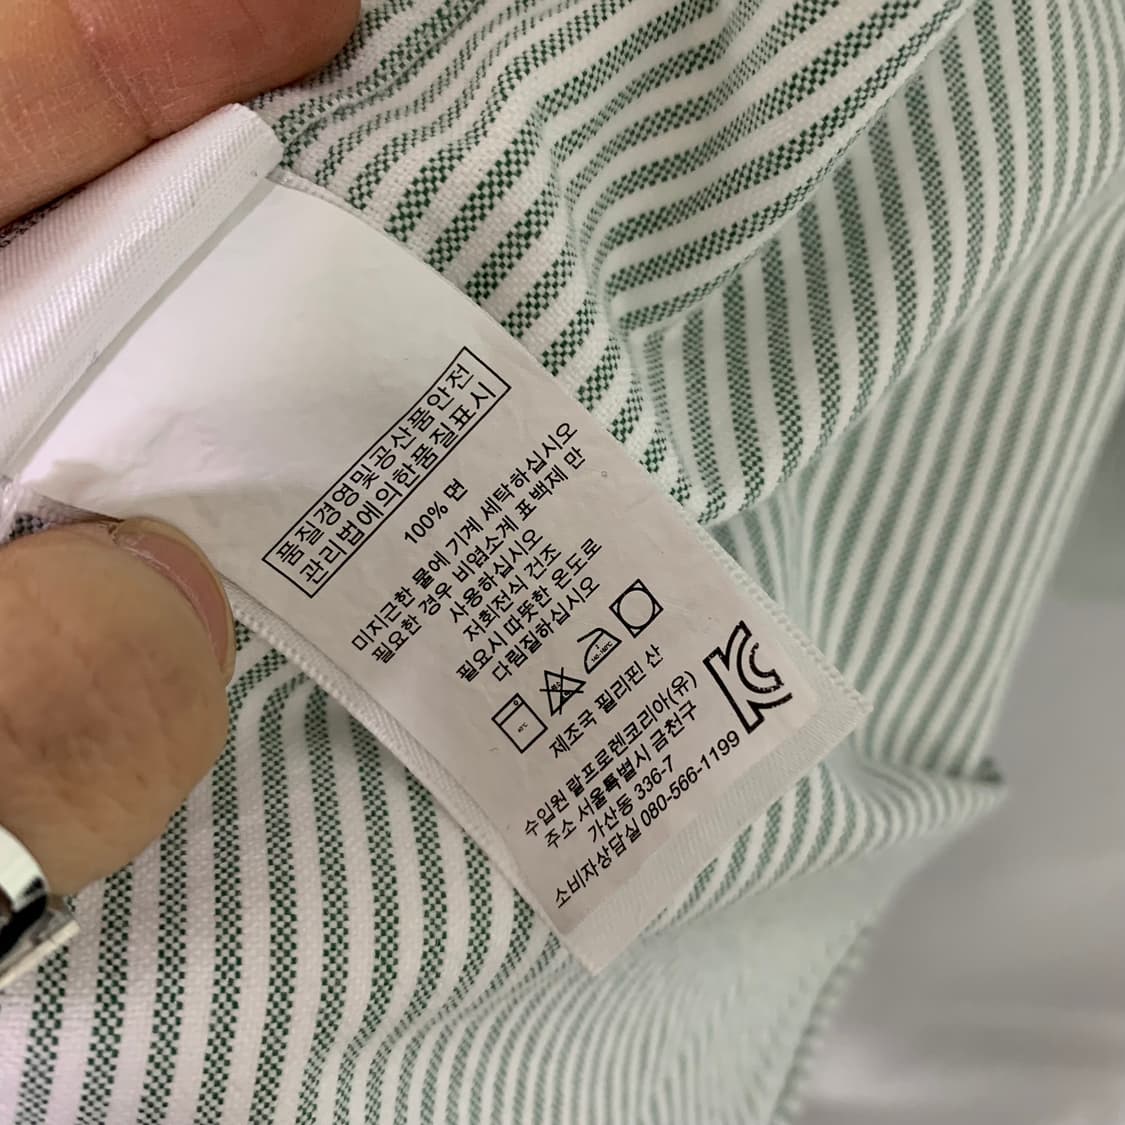 품질경영및공산품안전
관리법에의한품질표시
100% 면
미지근한 물에 기계 세탁하십시오
필요한 경우 비염소계 표백제 만
사용하십시오
저회전식 건조
필요시 따뜻한 온도로
다림질하십시오
제조국 필리핀 산
수입원 랄프로렌코리아(유)
주소 서울특별시 금천구
가산동 336-7
소비자상담실 080-566-1199